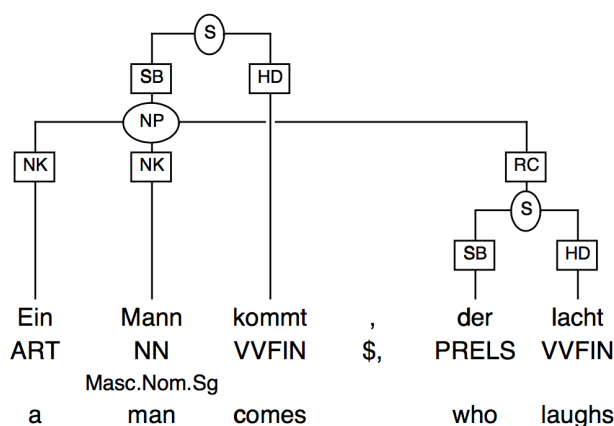 S
SB HD
NP
NK NK RC
S
SB HD
Ein Mann kommt , der lacht
ART NN VVFIN $, PRELS VVFIN
Masc.Nom.Sg
a man comes who laughs